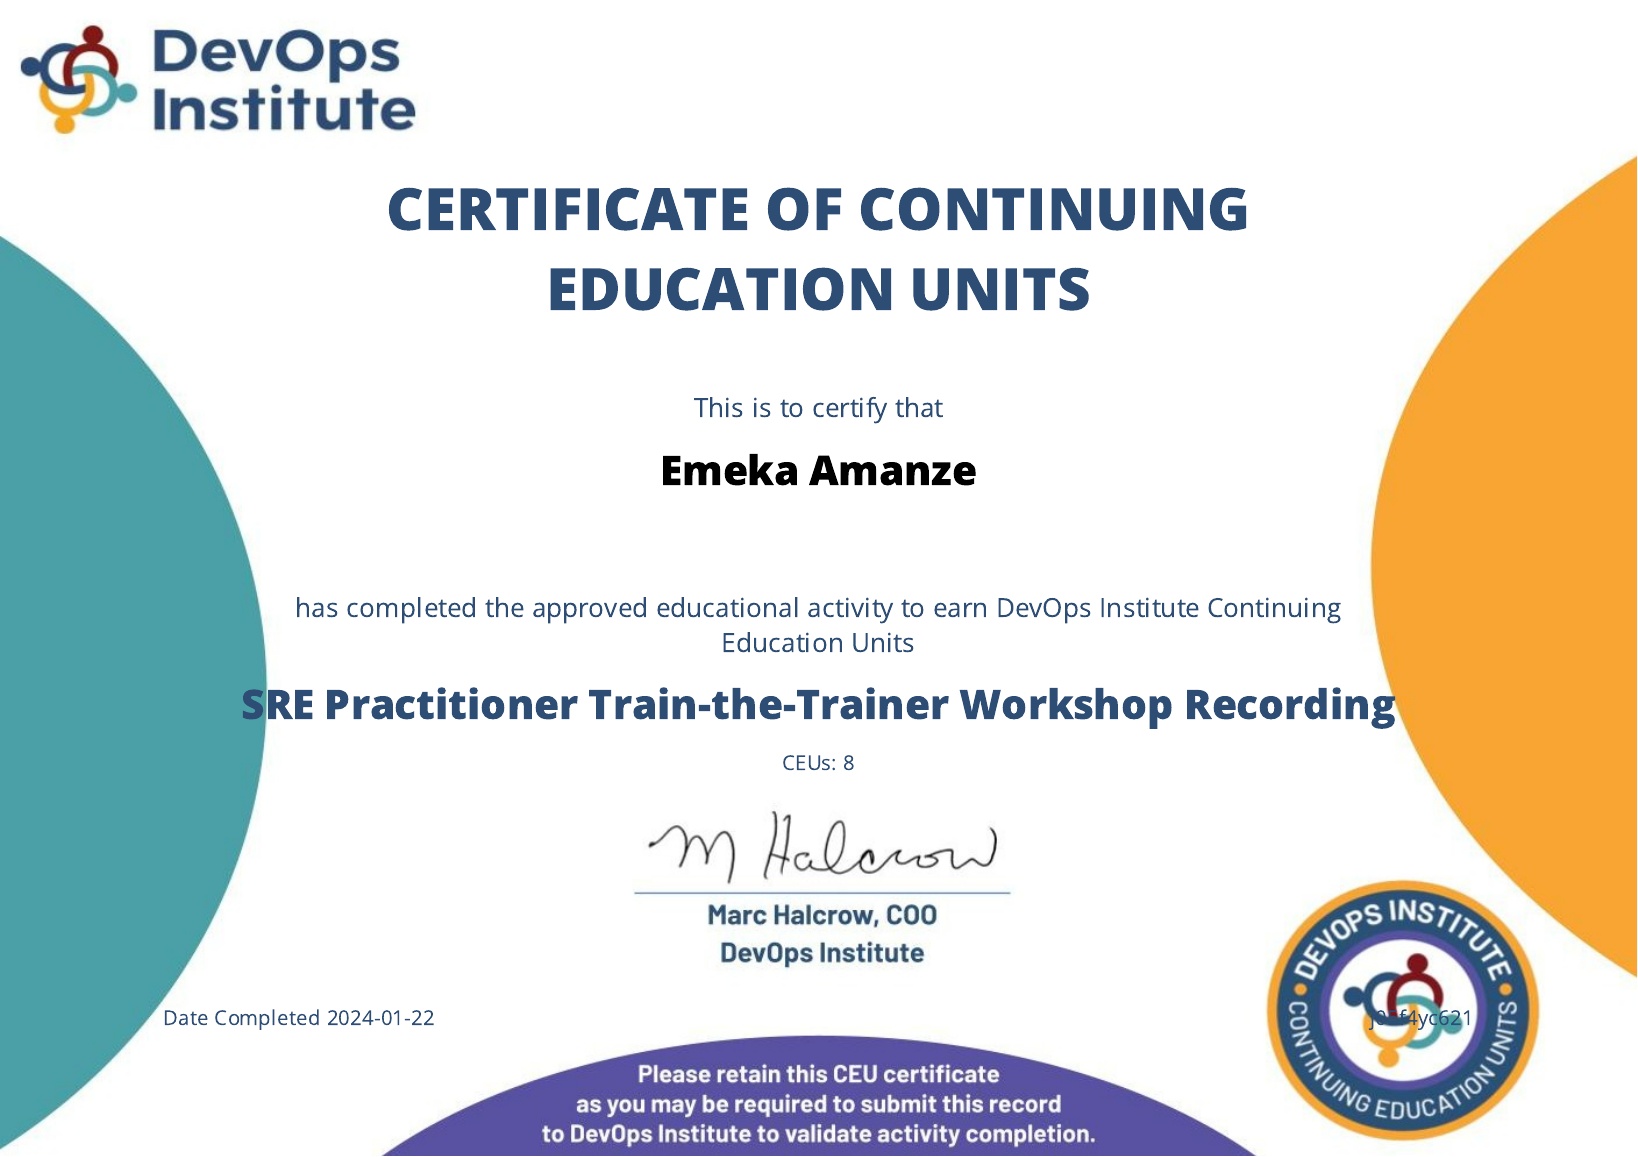 DevOps
Institute
CERTIFICATE OF CONTINUING
EDUCATION UNITS
This is to certify that
Emeka Amanze
has completed the approved educational activity to earn DevOps Institute Continuing
Education Units
SRE Practitioner Train-the-Trainer Workshop Recording
CEUs: 8
M Halcrow
Marc Halcrow, COO
DevOps Institute
Date Completed 2024-01-22
DEVOPS INSTITUTE
CONTINUING EDUCATION UNITS
Please retain this CEU certificate
as you may be required to submit this record
to DevOps Institute to validate activity completion.